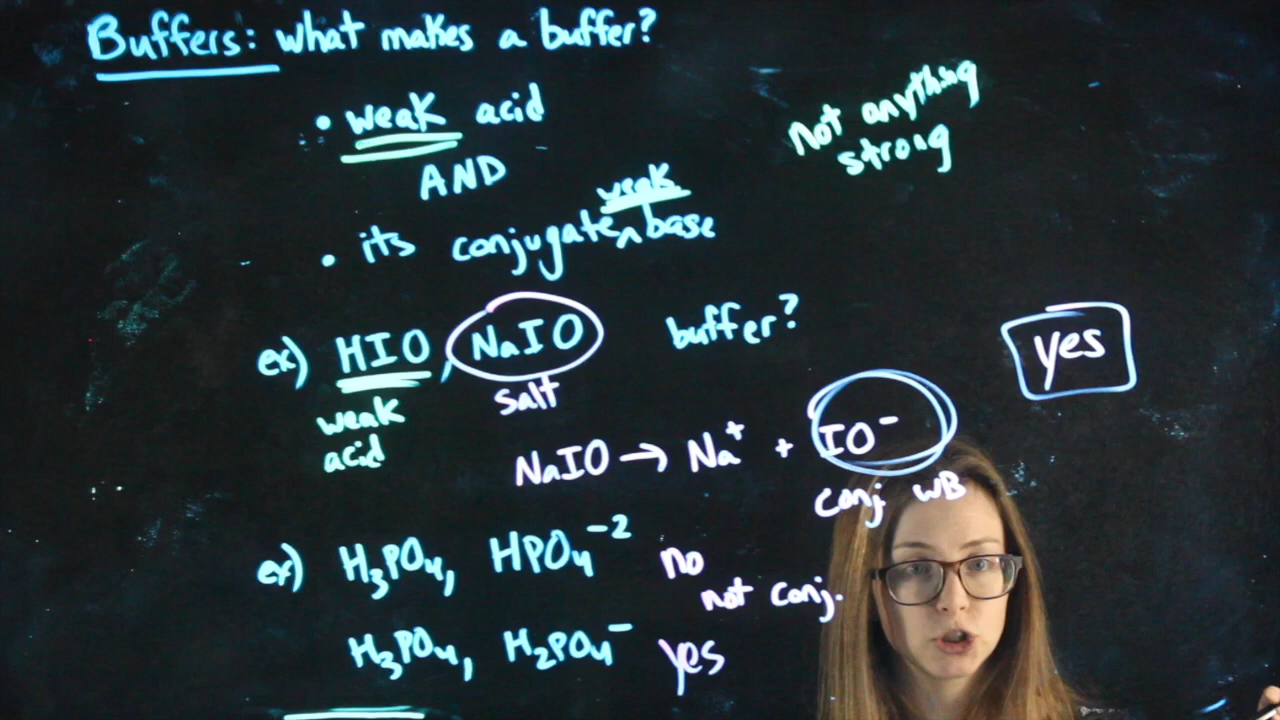 Buffers: what makes a buffer?
• weak acid
AND
• its conjugate ^ weak base
not anything
strong
ex) HIO, NaIO buffer?
yes
weak
acid
salt
NaIO → Na⁺ + IO⁻
conj WB
ex) H₃PO₄, HPO₄⁻² no
not conj.
H₃PO₄, H₂PO₄⁻ yes